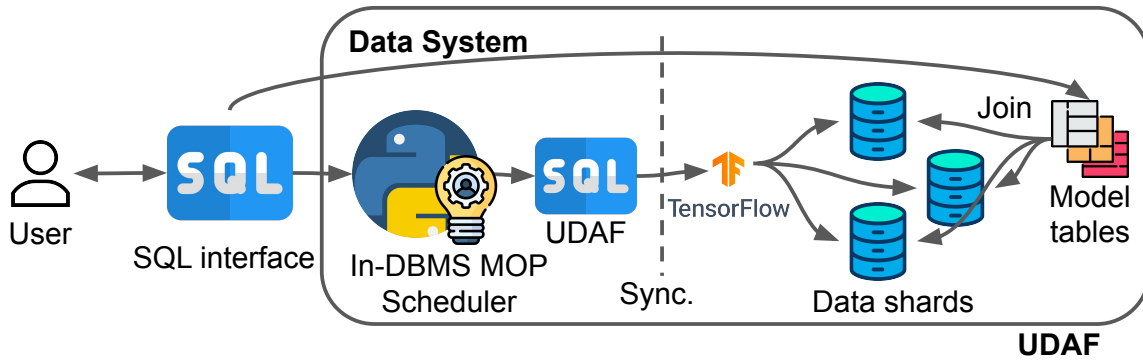 Data System
SQL
User
SQL interface
In-DBMS MOP
Scheduler
SQL
UDAF
Sync.
TensorFlow
Join
Data shards
Model
tables
UDAF